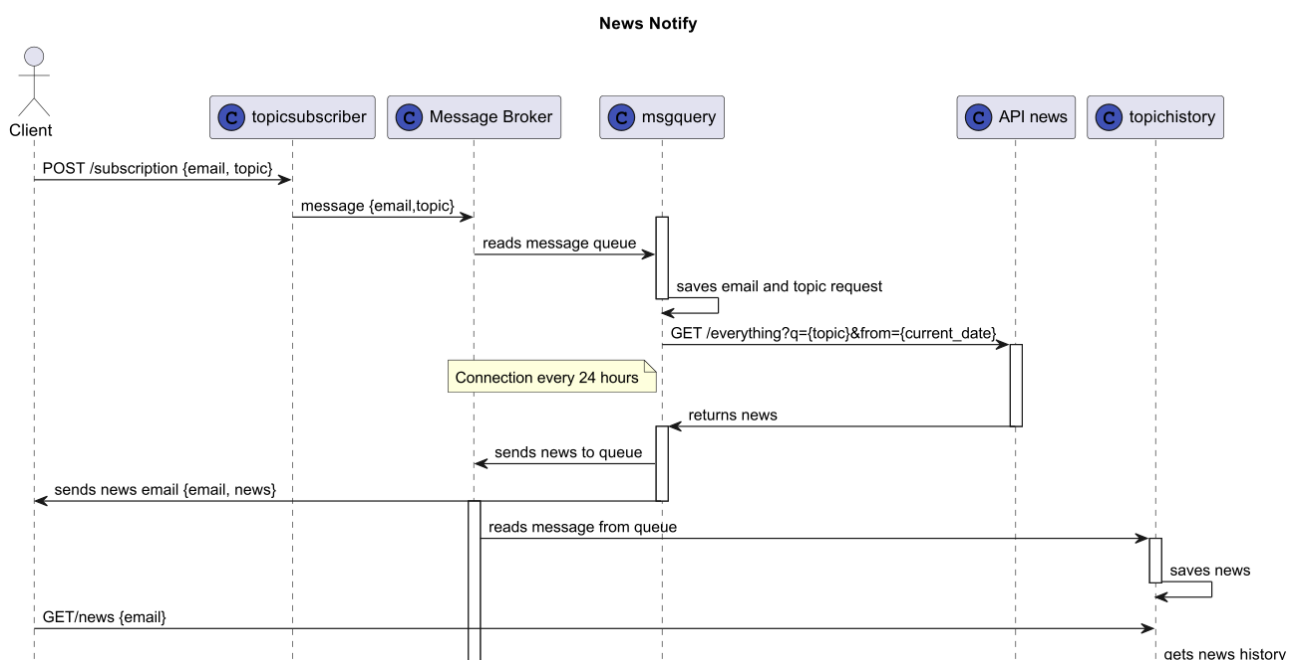 News Notify
Client
C topicsubscriber
C Message Broker
C msgquery
C API news
C topichistory
POST /subscription {email, topic}
message {email,topic}
reads message queue
saves email and topic request
GET /everything?q={topic}&from={current_date}
Connection every 24 hours
returns news
sends news to queue
sends news email {email, news}
reads message from queue
saves news
GET/news {email}
gets news history